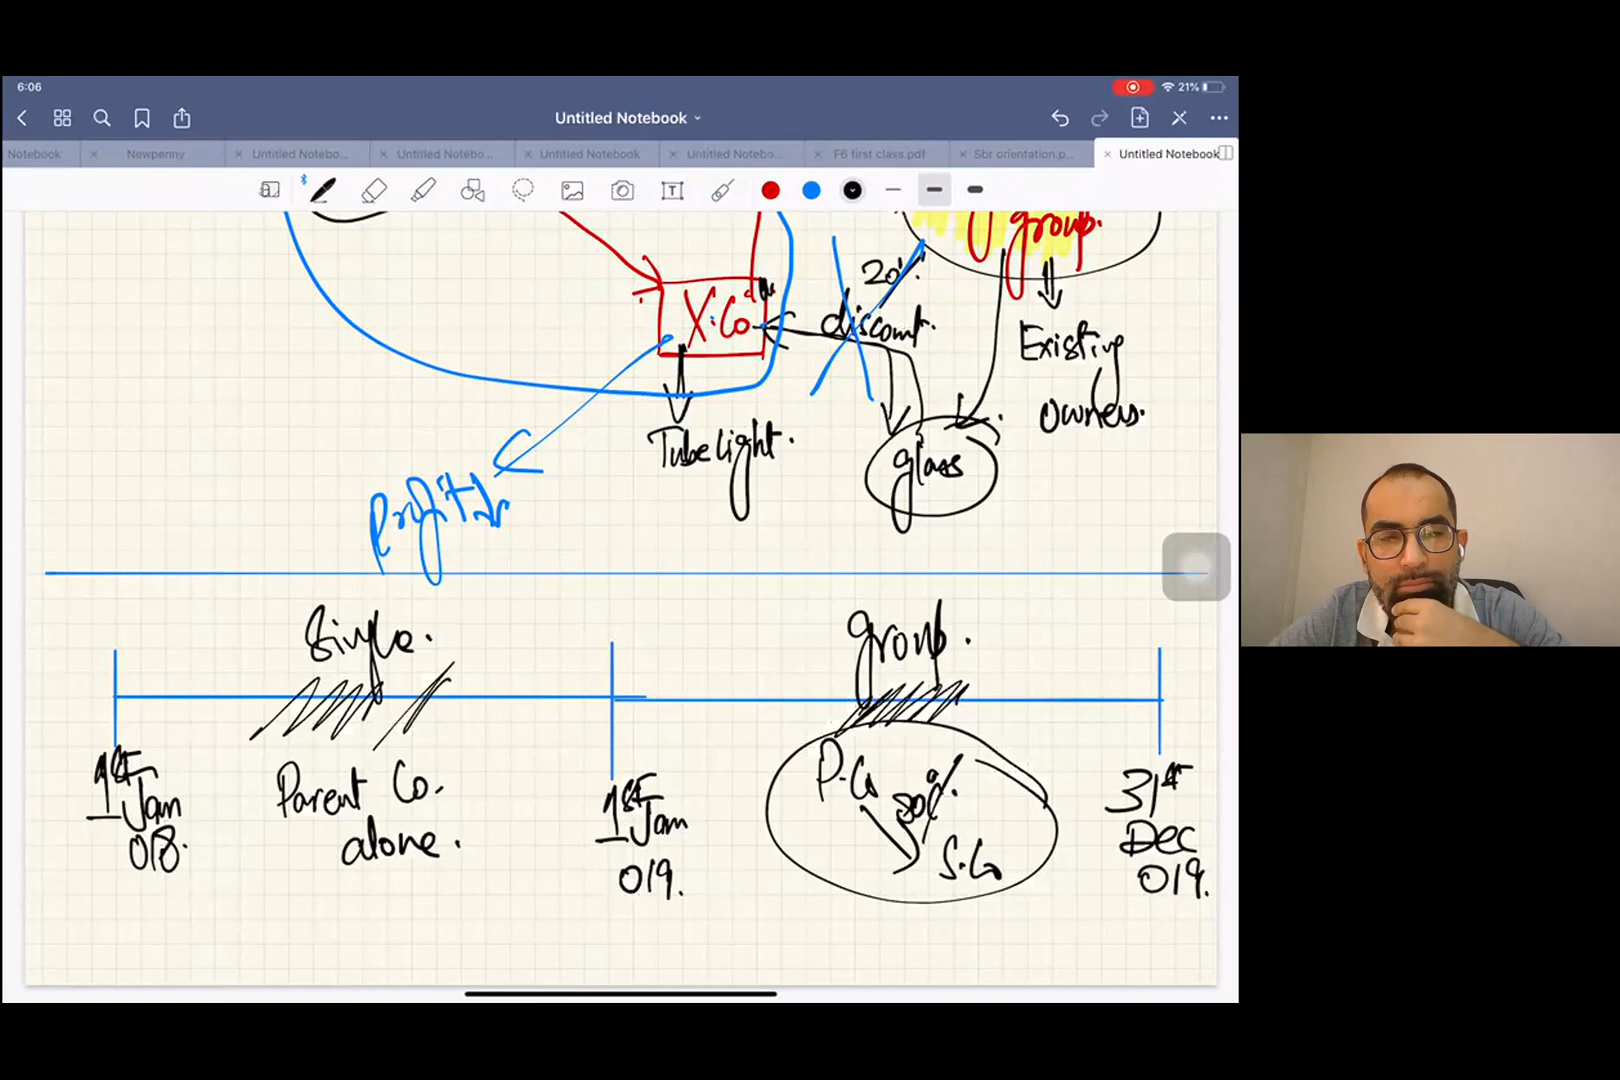 6:06
21%
Untitled Notebook
Notebook
Newpenny
Untitled Notebo...
Untitled Notebo...
Untitled Notebook
Untitled Notebo...
F6 first class.pdf
Sbr orientation.p...
Untitled Notebook
group.
20%
X.Co
discount.
Existing
owners.
Tubelight.
glass
Profit
Single.
group.
1st
Jan
018.
Parent Co.
alone.
1st
Jan
019.
P.Co
80%
S.Co
31st
Dec
019.